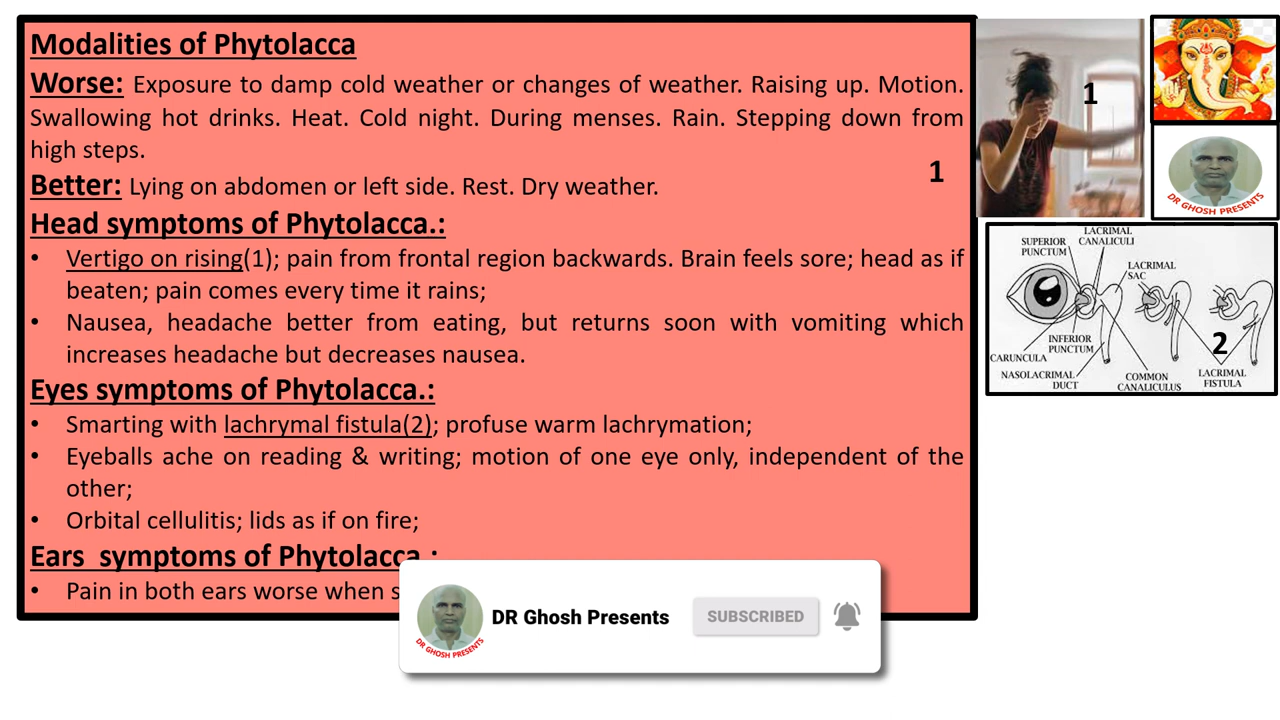 Modalities of Phytolacca
Worse: Exposure to damp cold weather or changes of weather. Raising up. Motion.
Swallowing hot drinks. Heat. Cold night. During menses. Rain. Stepping down from
high steps.
Better: Lying on abdomen or left side. Rest. Dry weather.
Head symptoms of Phytolacca.:
• Vertigo on rising(1); pain from frontal region backwards. Brain feels sore; head as if
beaten; pain comes every time it rains;
• Nausea, headache better from eating, but returns soon with vomiting which
increases headache but decreases nausea.
Eyes symptoms of Phytolacca.:
• Smarting with lachrymal fistula(2); profuse warm lachrymation;
• Eyeballs ache on reading & writing; motion of one eye only, independent of the
other;
• Orbital cellulitis; lids as if on fire;
Ears symptoms of Phytolacca.:
• Pain in both ears worse when
1
1
DR GHOSH PRESENTS
SUPERIOR
PUNCTUM
LACRIMAL
CANALICULI
LACRIMAL
SAC
INFERIOR
PUNCTUM
CARUNCULA
NASOLACRIMAL
DUCT
COMMON
CANALICULUS
2
LACRIMAL
FISTULA
DR GHOSH PRESENTS
DR Ghosh Presents
SUBSCRIBED